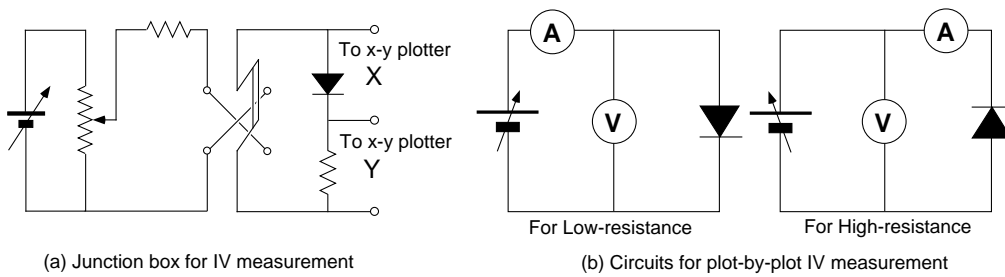 To x-y plotter
X
To x-y plotter
Y
(a) Junction box for IV measurement
A
V
For Low-resistance
A
V
For High-resistance
(b) Circuits for plot-by-plot IV measurement